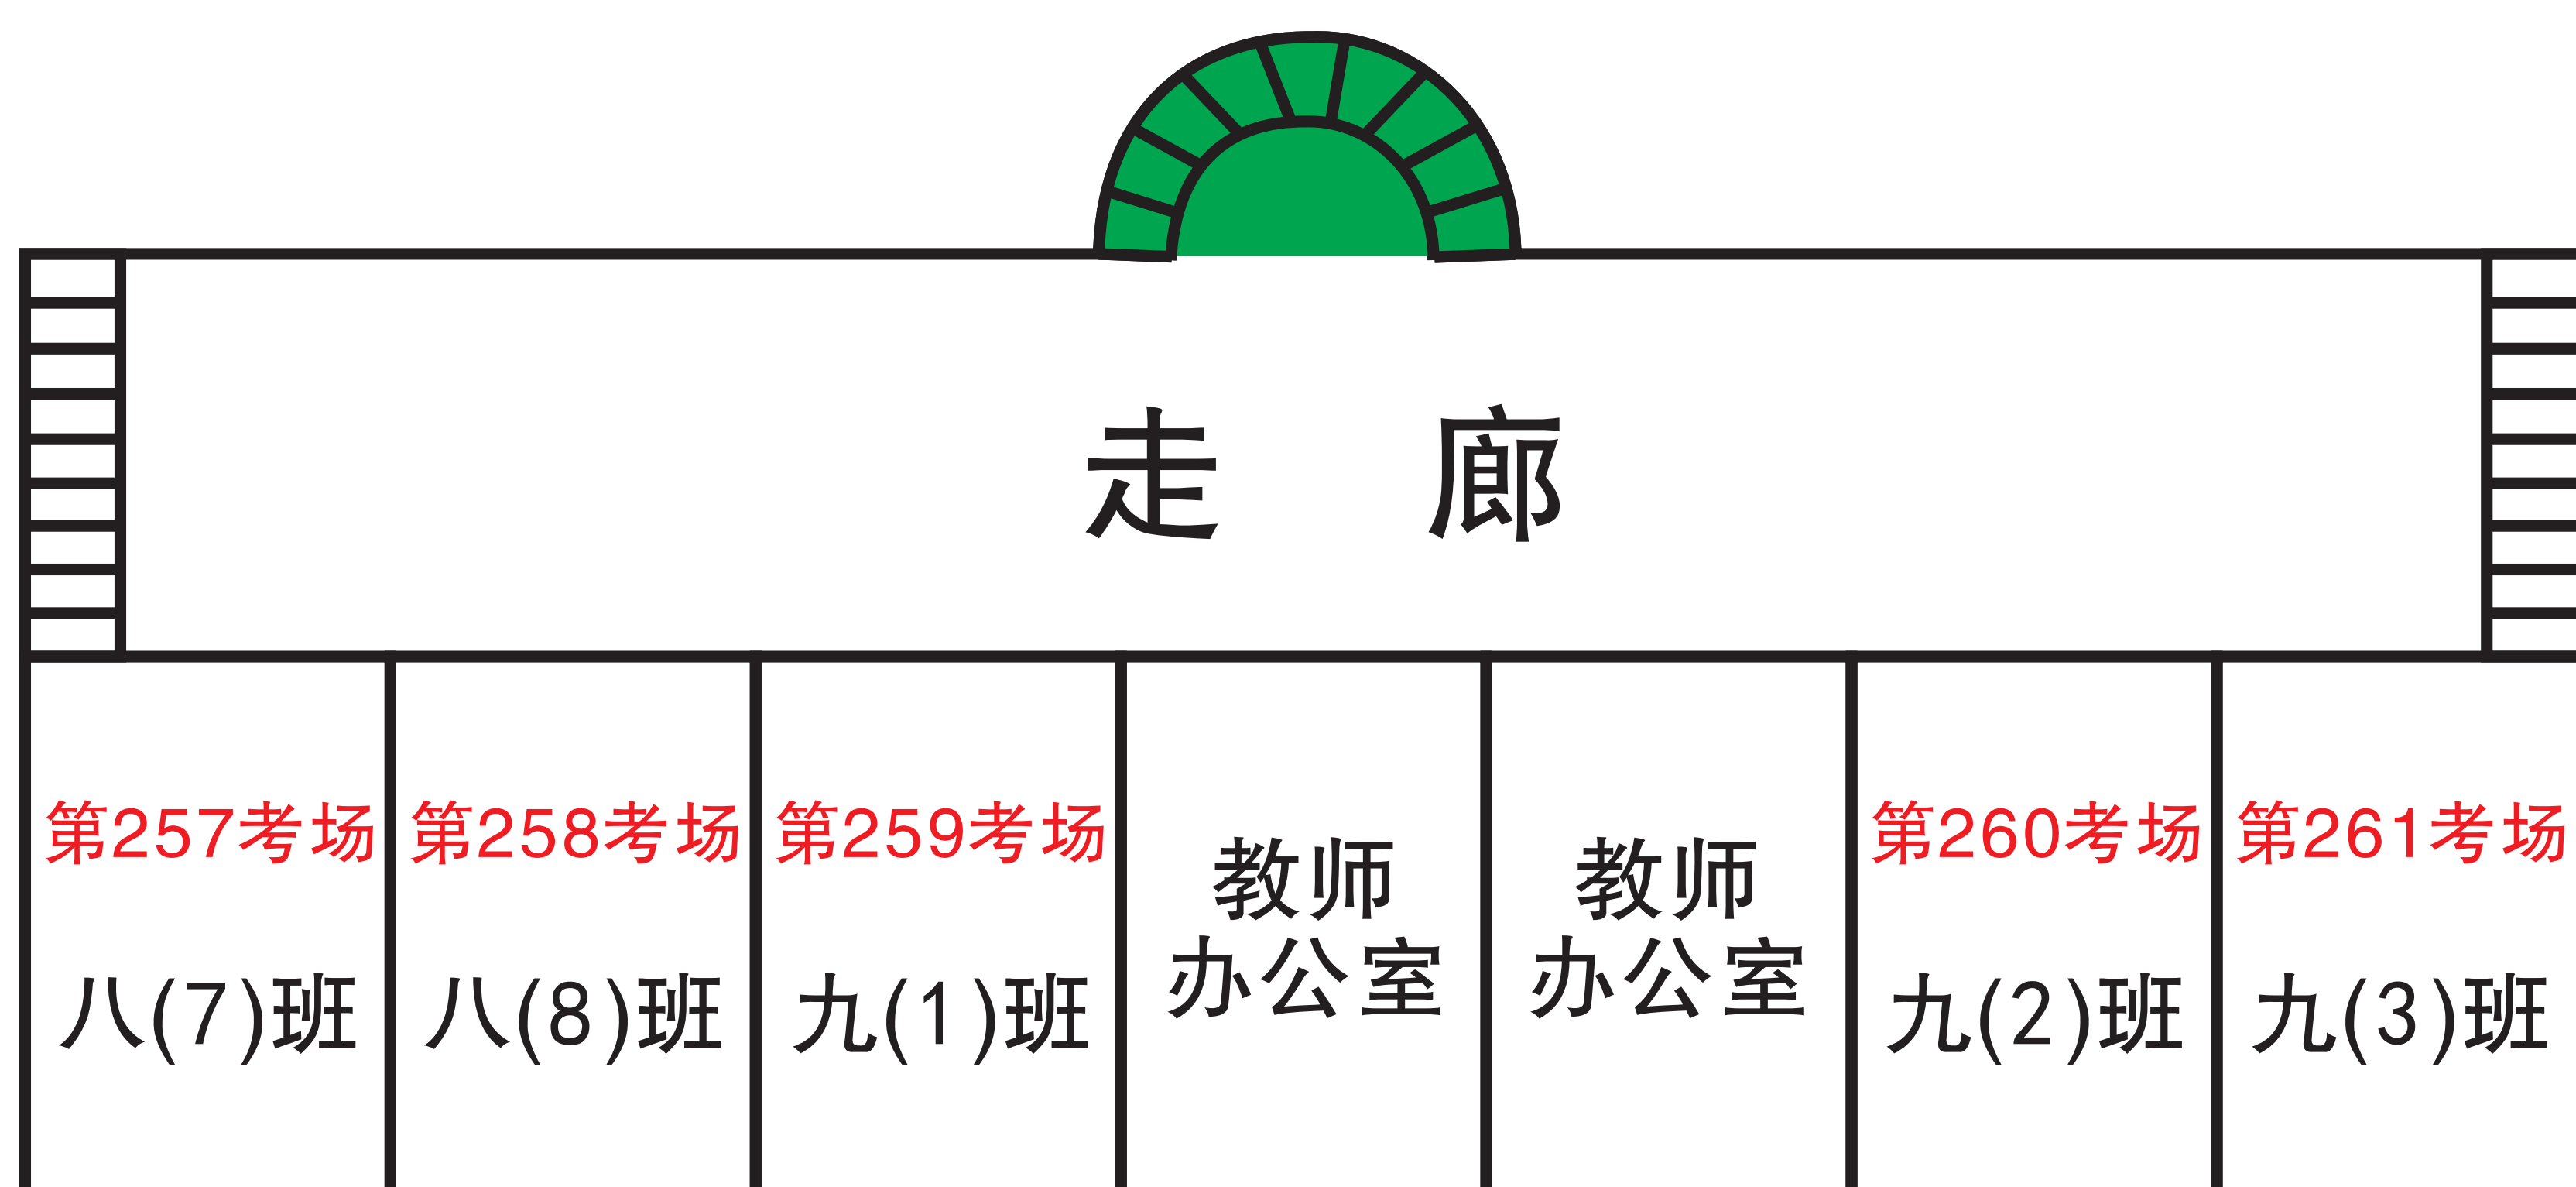 走廊
第257考场
八(7)班
第258考场
八(8)班
第259考场
九(1)班
教师
办公室
教师
办公室
第260考场
九(2)班
第261考场
九(3)班